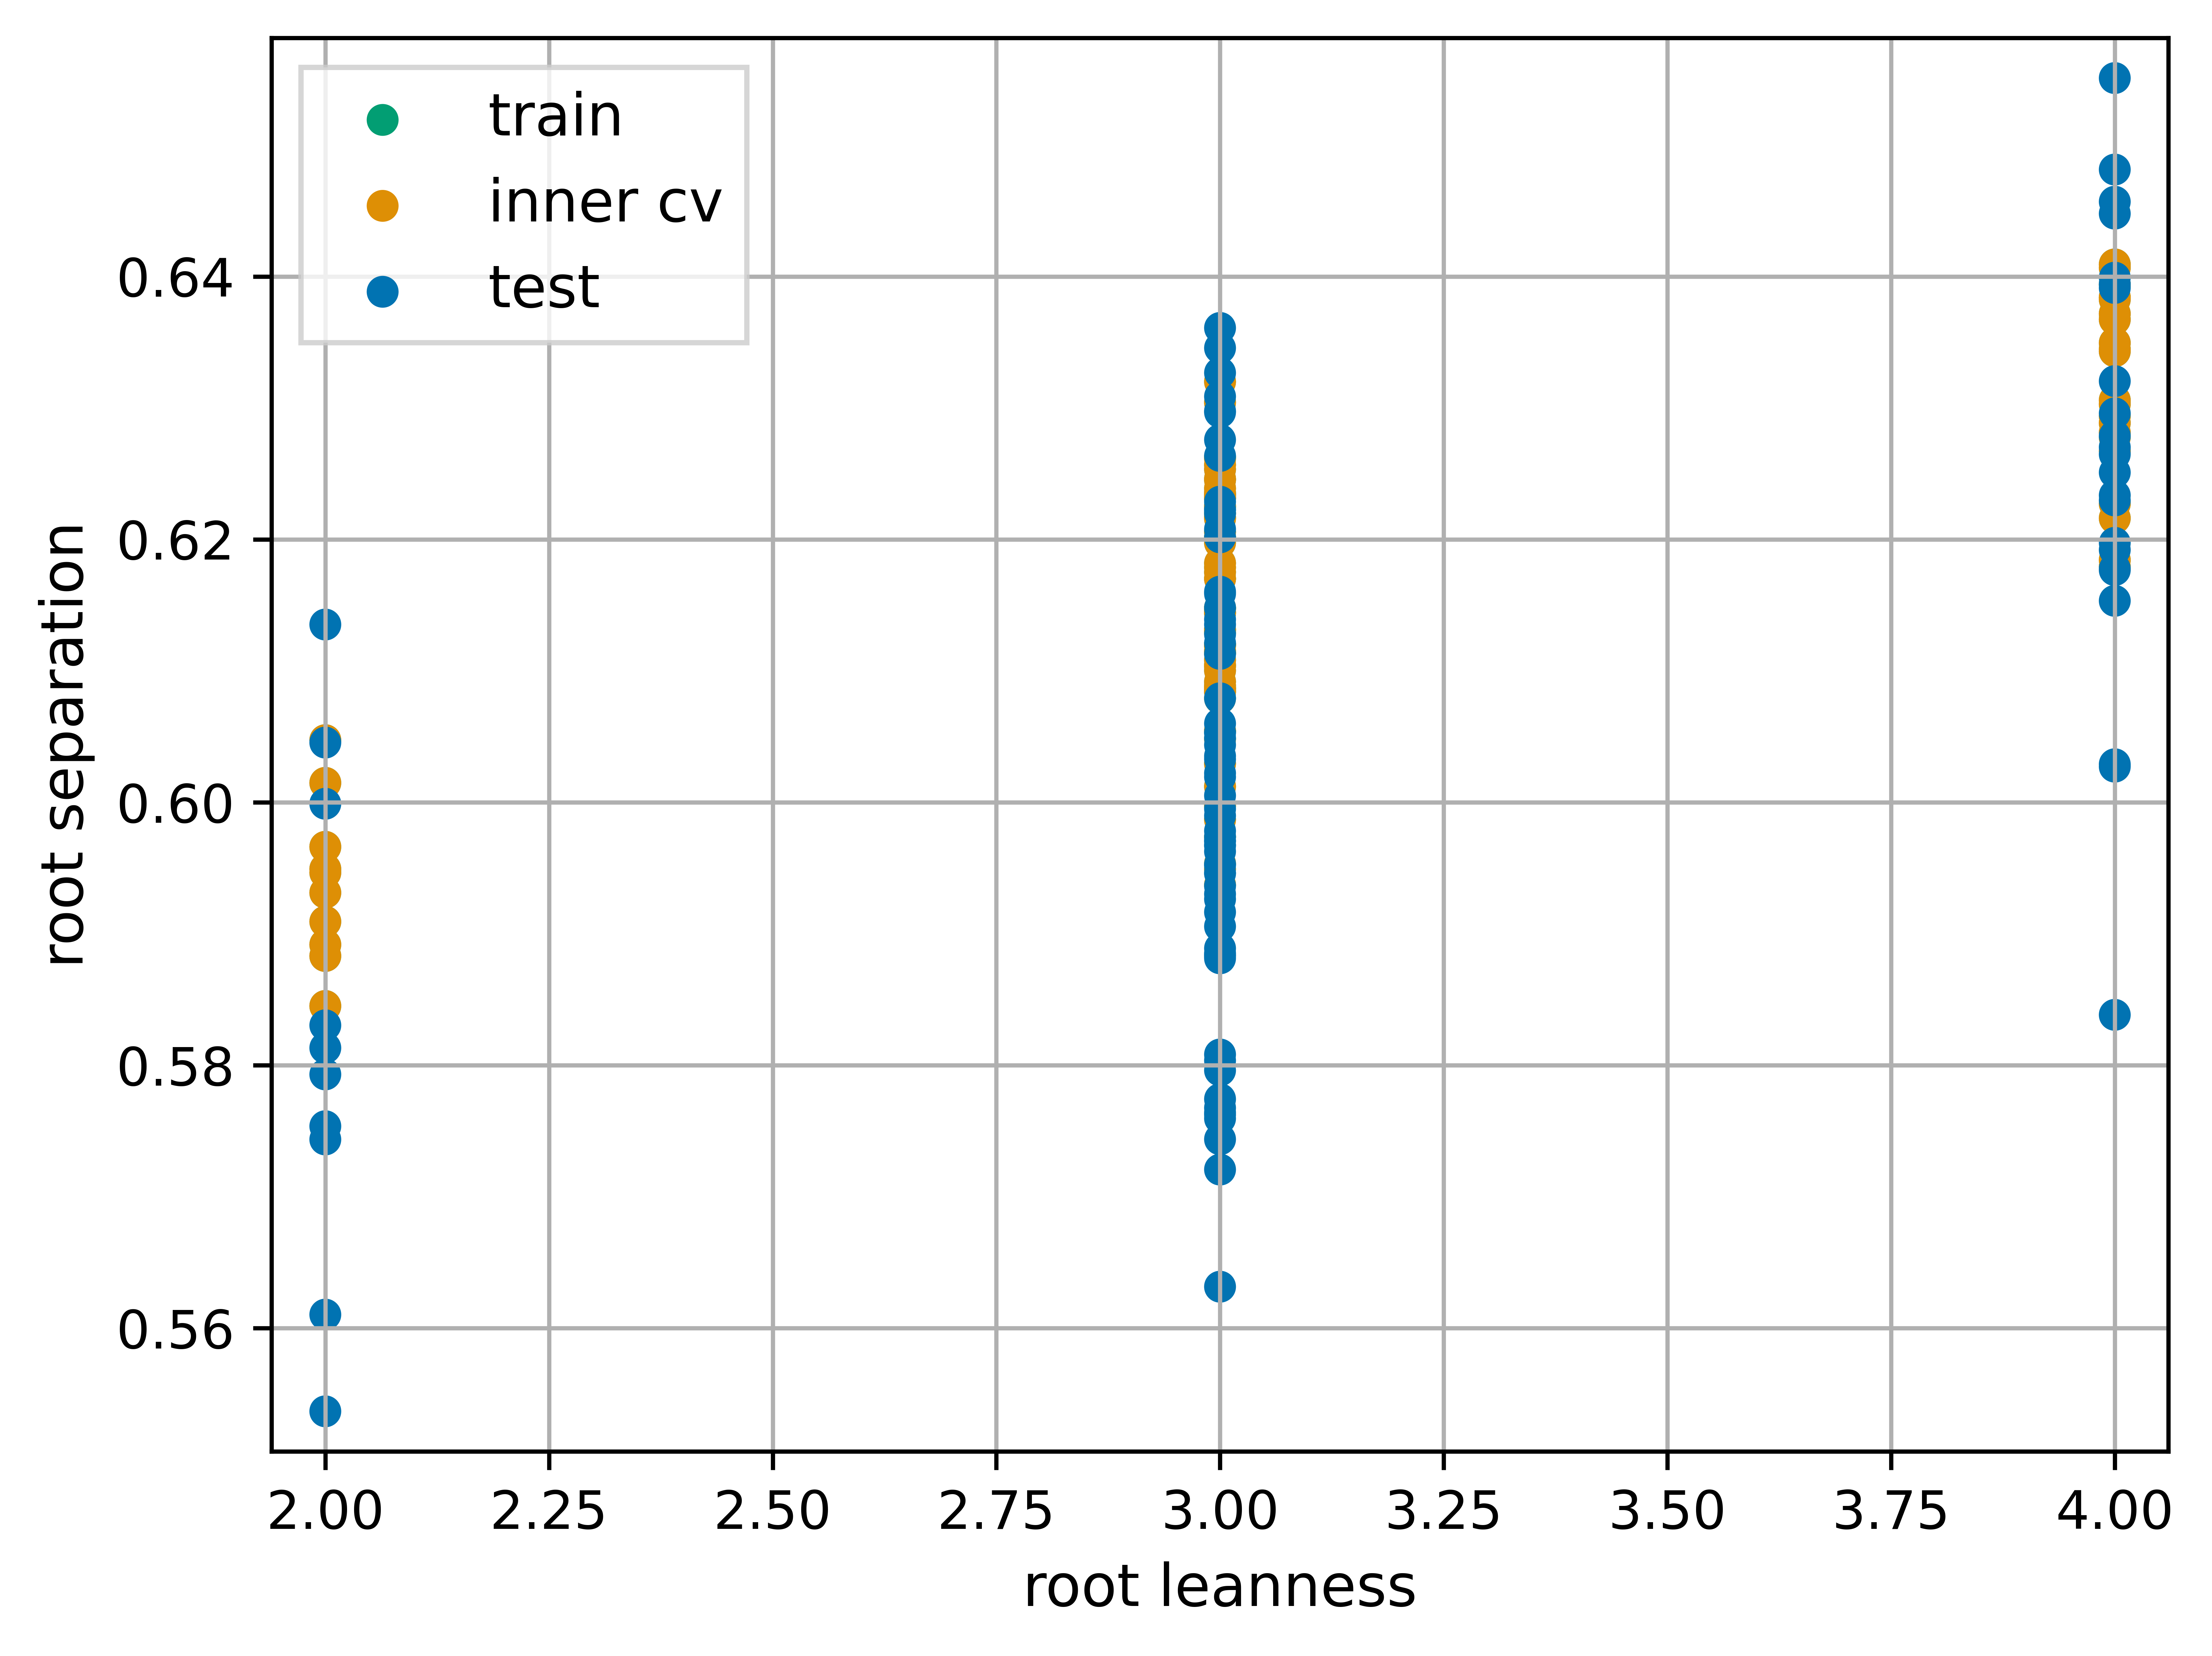 train
inner cv
test
0.64
0.62
0.60
0.58
0.56
root separation
2.00 2.25 2.50 2.75 3.00 3.25 3.50 3.75 4.00
root leanness